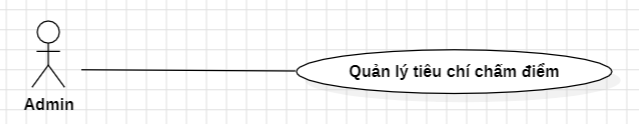 Quản lý tiêu chí chấm điểm
Admin